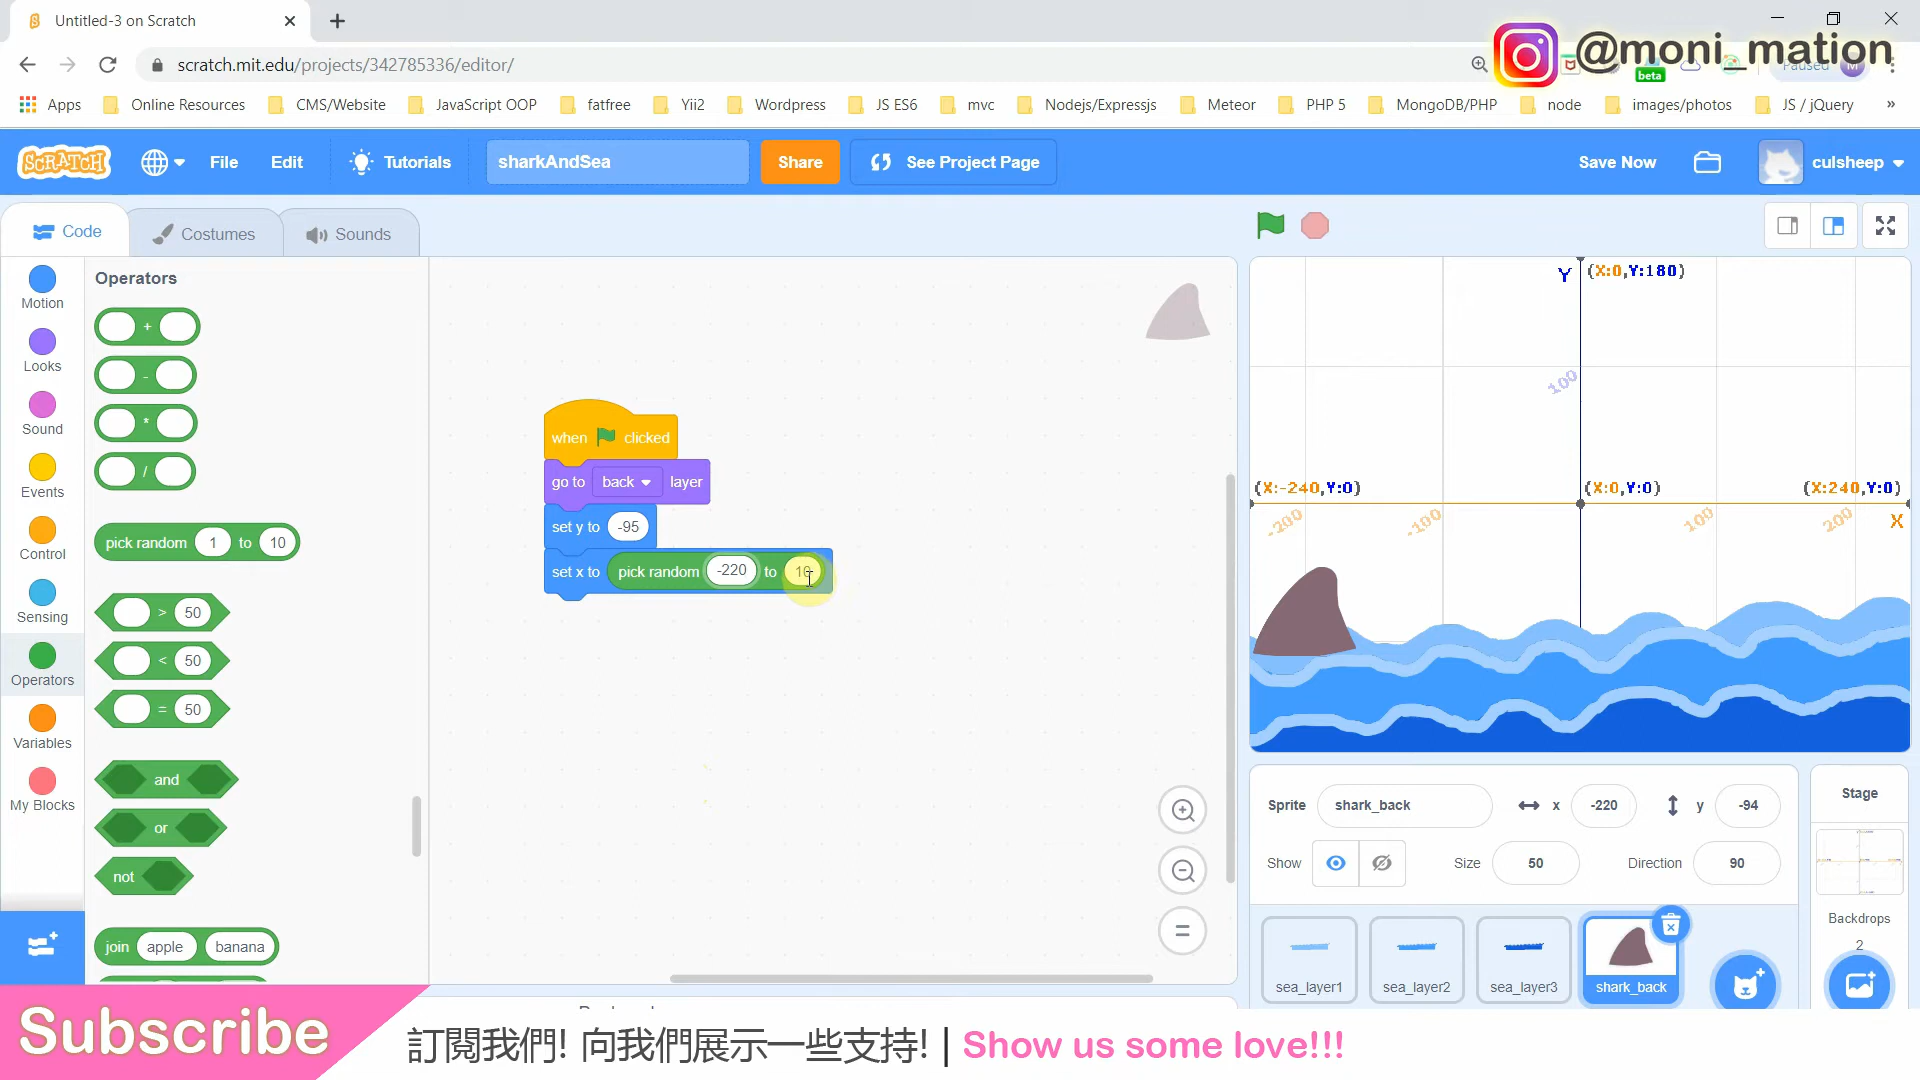 Untitled-3 on Scratch
@moni_mation
scratch.mit.edu/projects/342785336/editor/
Paused
beta
Apps
Online Resources
CMS/Website
JavaScript OOP
fatfree
Yii2
Wordpress
JS ES6
mvc
Nodejs/Expressjs
Meteor
PHP 5
MongoDB/PHP
node
images/photos
JS / jQuery
»
SCRATCH
File
Edit
Tutorials
sharkAndSea
Share
See Project Page
Save Now
culsheep
Code
Costumes
Sounds
Motion
Looks
Sound
Events
Control
Sensing
Operators
Variables
My Blocks
Operators
+
-
*
/
pick random 1 to 10
> 50
< 50
= 50
and
or
not
join apple banana
when clicked
go to back layer
set y to -95
set x to pick random -220 to 10
Y (X:0,Y:180)
100
(X:-240,Y:0) (X:0,Y:0) (X:240,Y:0)
-200 -100 100 200 X
Sprite shark_back x -220 y -94
Show Size 50 Direction 90
sea_layer1
sea_layer2
sea_layer3
shark_back
Stage
Backdrops
2
Subscribe
訂閱我們! 向我們展示一些支持! | Show us some love!!!